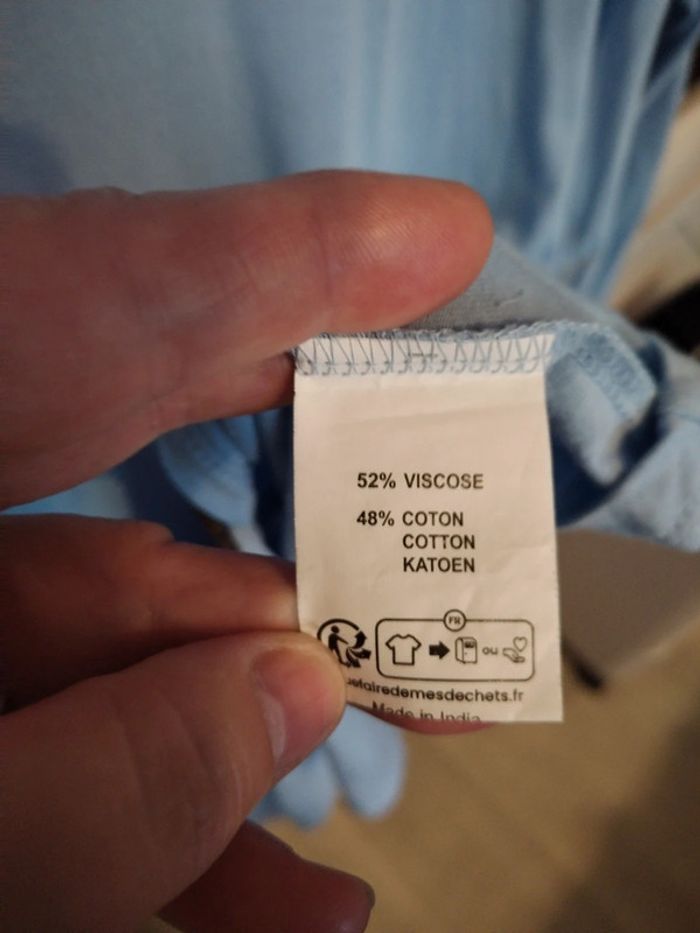 52% VISCOSE
48% COTON
COTTON
KATOEN
FR
ou
Made in India